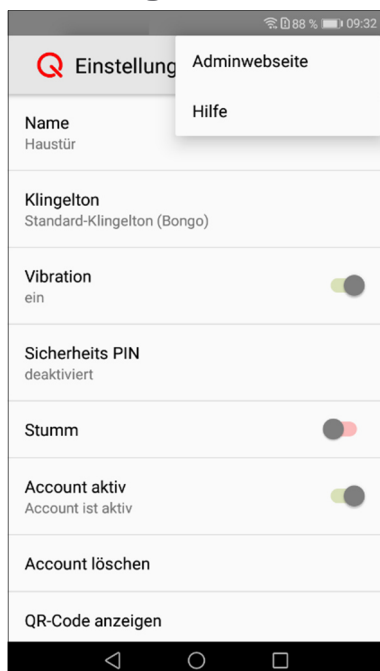 88 % 09:32
Einstellung
Adminwebseite
Hilfe
Name
Haustür
Klingelton
Standard-Klingelton (Bongo)
Vibration
ein
Sicherheits PIN
deaktiviert
Stumm
Account aktiv
Account ist aktiv
Account löschen
QR-Code anzeigen